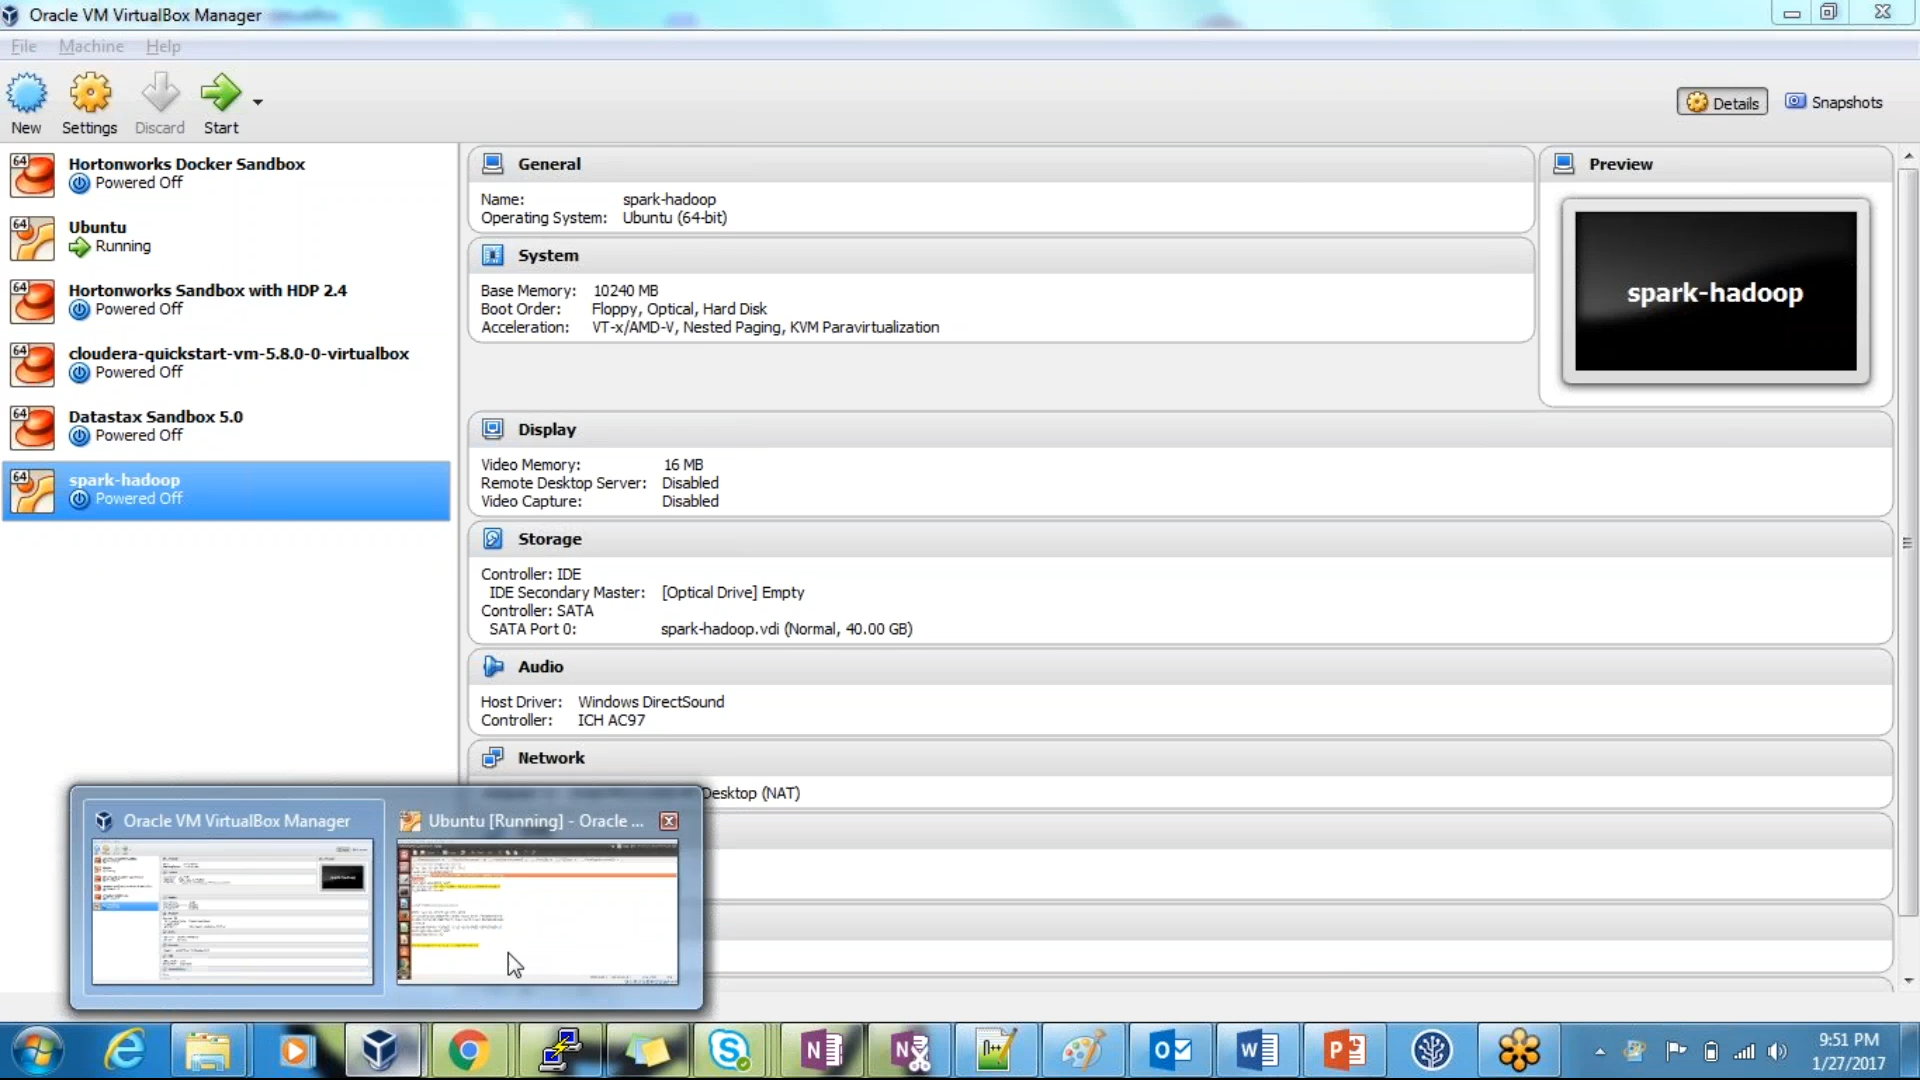 Oracle VM VirtualBox Manager
File Machine Help
New Settings Discard Start
Details Snapshots
64 Hortonworks Docker Sandbox
Powered Off
64 Ubuntu
Running
64 Hortonworks Sandbox with HDP 2.4
Powered Off
64 cloudera-quickstart-vm-5.8.0-0-virtualbox
Powered Off
64 Datastax Sandbox 5.0
Powered Off
64 spark-hadoop
Powered Off
General
Name: spark-hadoop
Operating System: Ubuntu (64-bit)
System
Base Memory: 10240 MB
Boot Order: Floppy, Optical, Hard Disk
Acceleration: VT-x/AMD-V, Nested Paging, KVM Paravirtualization
Preview
spark-hadoop
Display
Video Memory: 16 MB
Remote Desktop Server: Disabled
Video Capture: Disabled
Storage
Controller: IDE
IDE Secondary Master: [Optical Drive] Empty
Controller: SATA
SATA Port 0: spark-hadoop.vdi (Normal, 40.00 GB)
Audio
Host Driver: Windows DirectSound
Controller: ICH AC97
Network
Desktop (NAT)
Oracle VM VirtualBox Manager
Ubuntu [Running] - Oracle ...
9:51 PM
1/27/2017